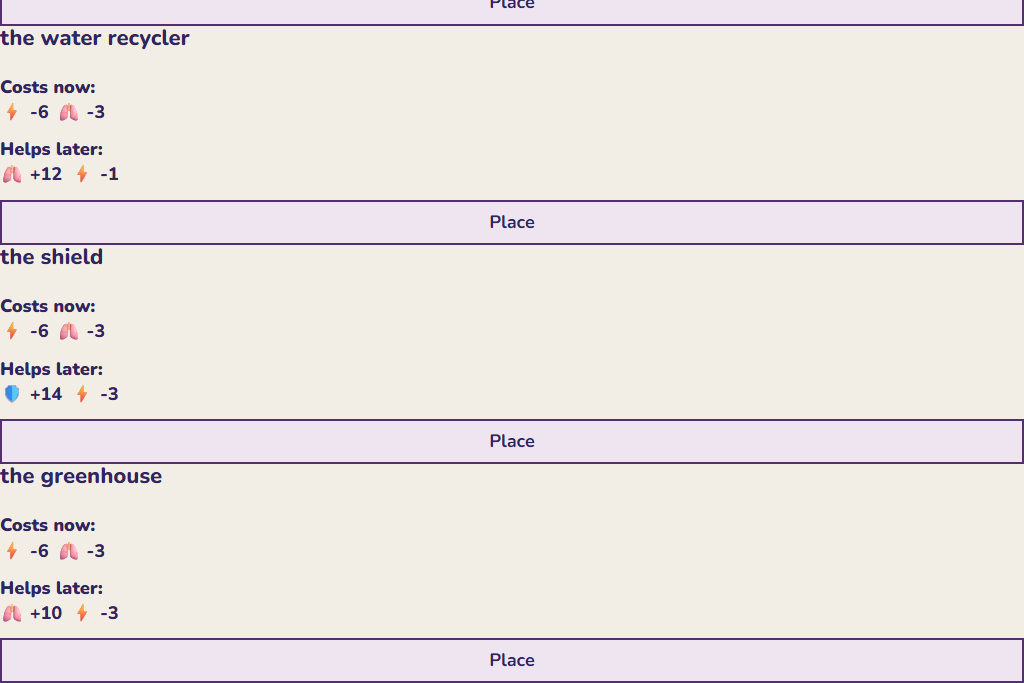 Place
the water recycler
Costs now:
⚡ -6 🫁 -3
Helps later:
🫁 +12 ⚡ -1
Place
the shield
Costs now:
⚡ -6 🫁 -3
Helps later:
🛡️ +14 ⚡ -3
Place
the greenhouse
Costs now:
⚡ -6 🫁 -3
Helps later:
🫁 +10 ⚡ -3
Place